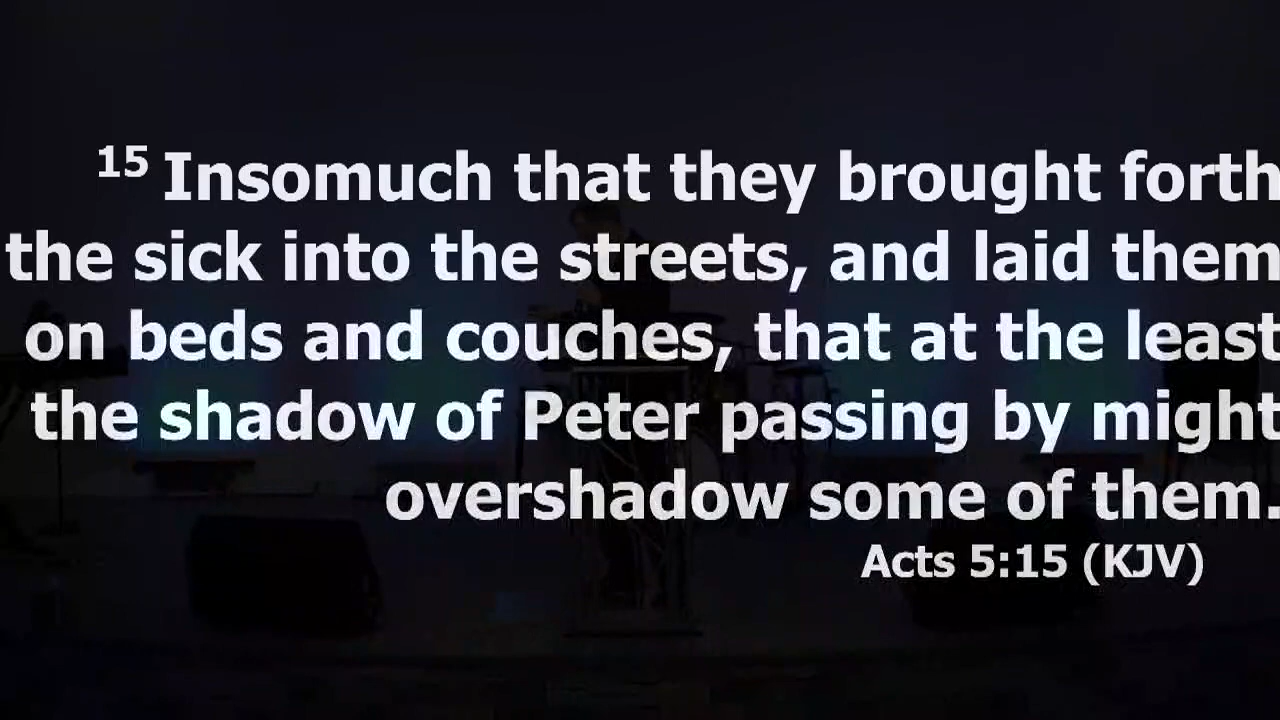 15 Insomuch that they brought forth
the sick into the streets, and laid them
on beds and couches, that at the least
the shadow of Peter passing by might
overshadow some of them.
Acts 5:15 (KJV)